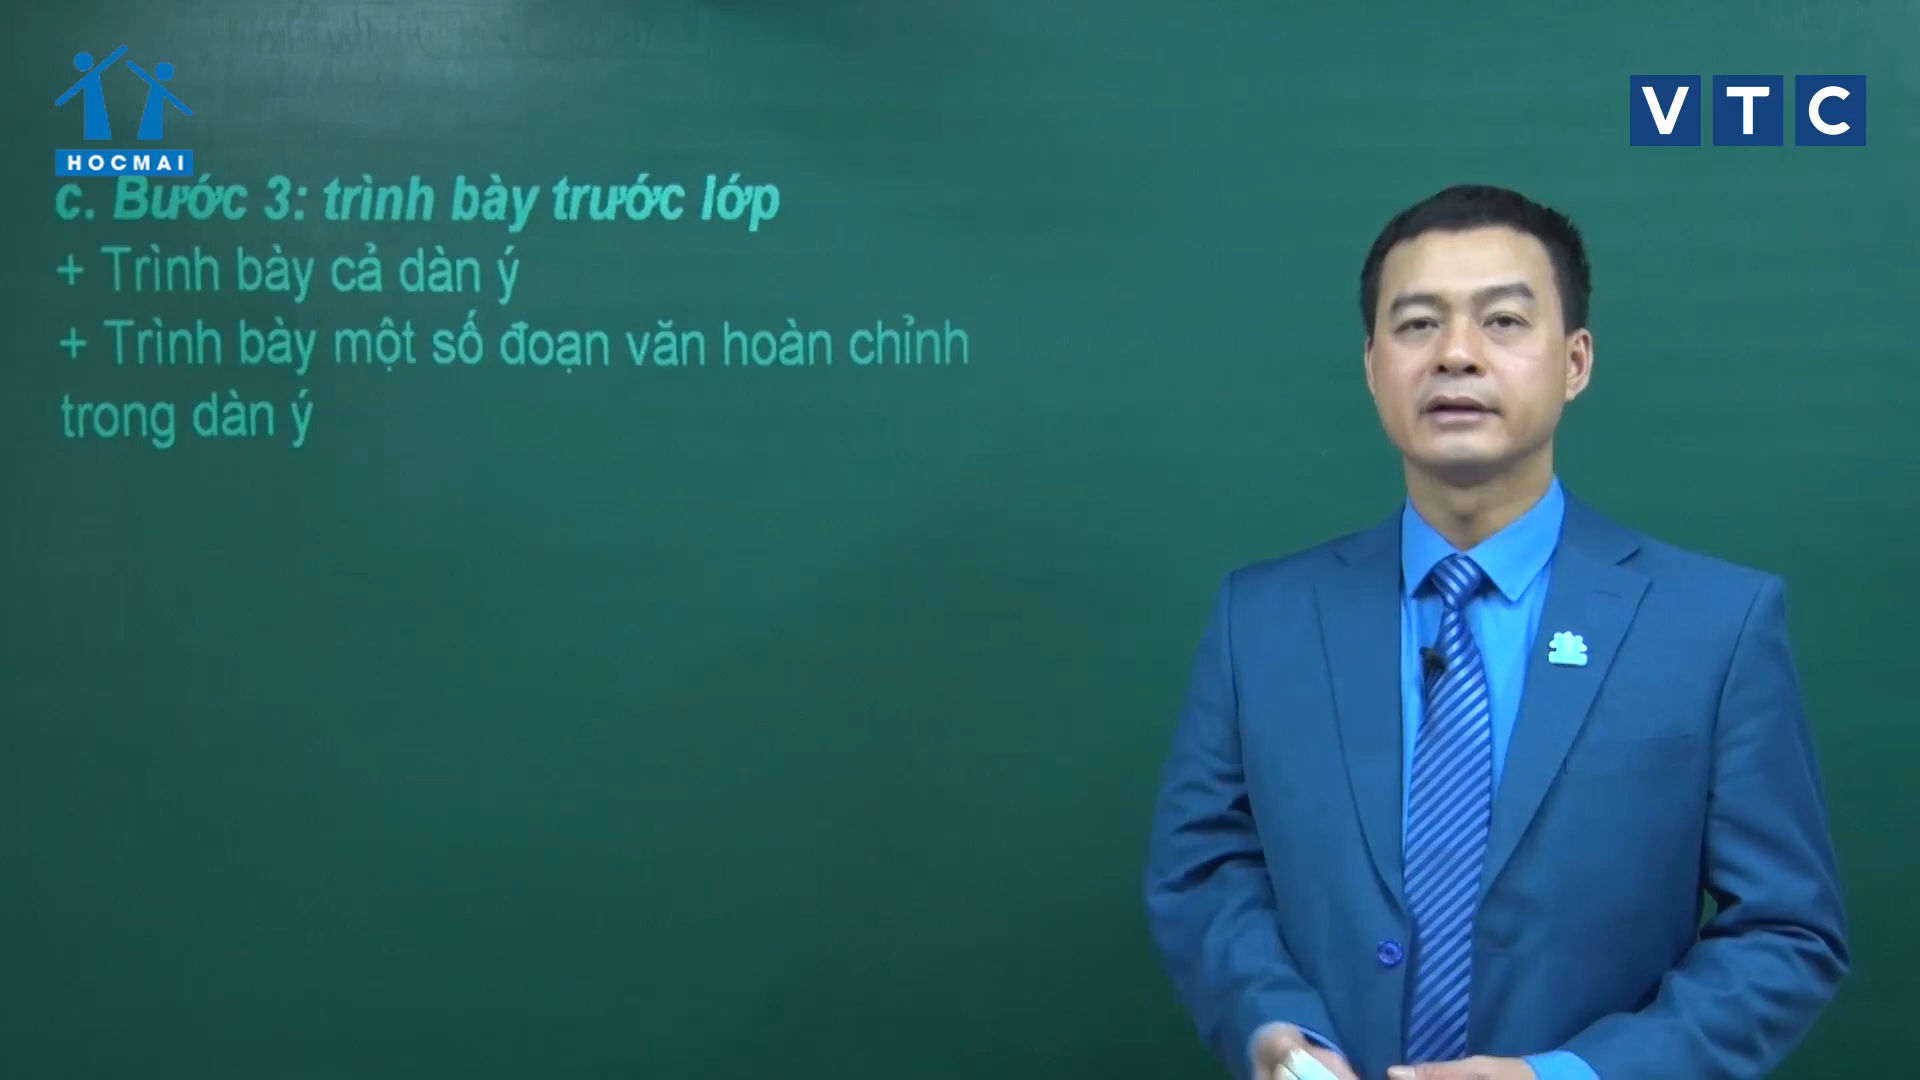 HOCMAI
VTC
c. Bước 3: trình bày trước lớp
+ Trình bày cả dàn ý
+ Trình bày một số đoạn văn hoàn chỉnh
trong dàn ý